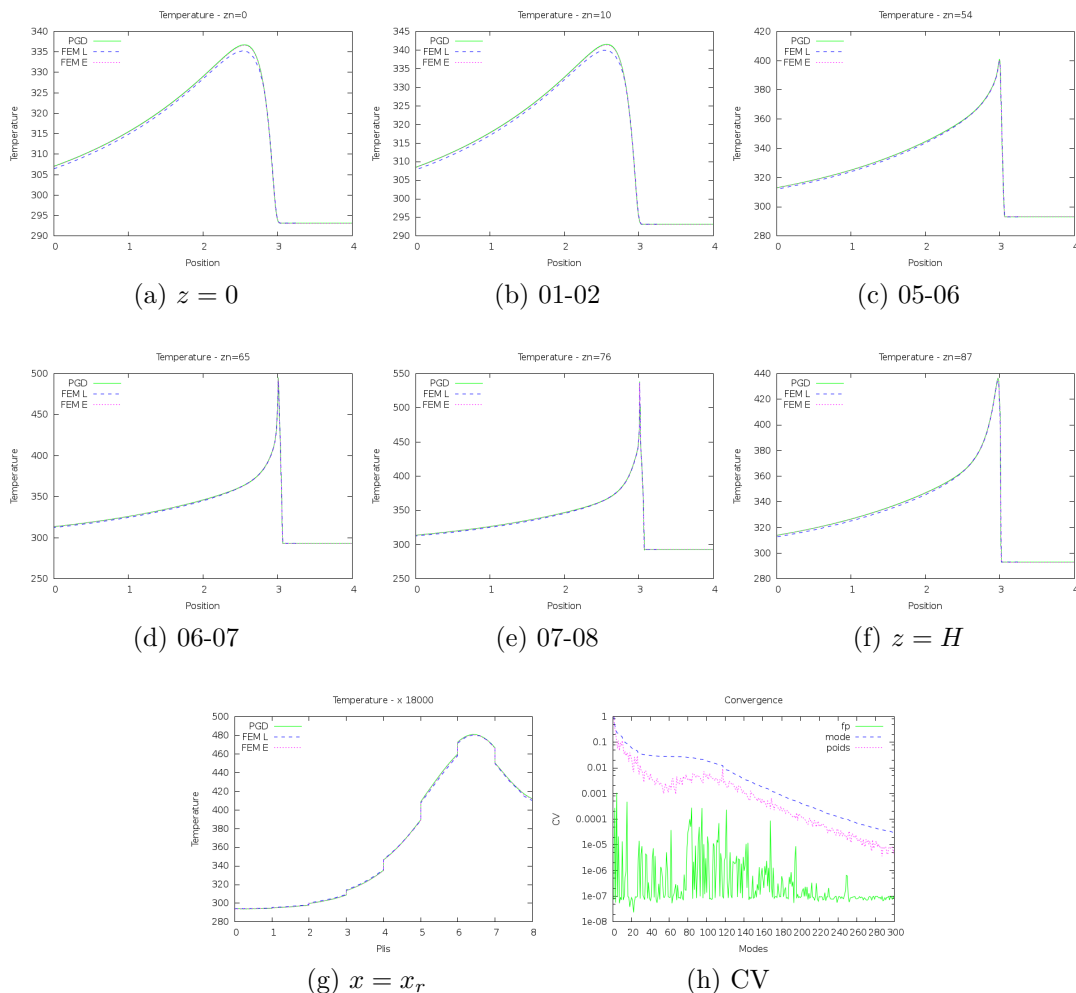 Temperature - zn=0
340
335
330
325
320
315
310
305
300
295
290
0 1 2 3 4
Temperature
Position
PGD
FEM L
FEM E
(a) z = 0
Temperature - zn=10
345
340
335
330
325
320
315
310
305
300
295
290
0 1 2 3 4
Temperature
Position
PGD
FEM L
FEM E
(b) 01-02
Temperature - zn=54
420
400
380
360
340
320
300
280
0 1 2 3 4
Temperature
Position
PGD
FEM L
FEM E
(c) 05-06
Temperature - zn=65
500
450
400
350
300
250
0 1 2 3 4
Temperature
Position
PGD
FEM L
FEM E
(d) 06-07
Temperature - zn=76
550
500
450
400
350
300
250
0 1 2 3 4
Temperature
Position
PGD
FEM L
FEM E
(e) 07-08
Temperature - zn=87
440
420
400
380
360
340
320
300
280
0 1 2 3 4
Temperature
Position
PGD
FEM L
FEM E
(f) z = H
Temperature - x 18000
500
480
460
440
420
400
380
360
340
320
300
280
0 1 2 3 4 5 6 7 8
Temperature
Plis
PGD
FEM L
FEM E
(g) x = x_r
Convergence
1
0.1
0.01
0.001
0.0001
1e-05
1e-06
1e-07
1e-08
0 20 40 60 80 100 120 140 160 180 200 220 240 260 280 300
CV
Modes
fp
mode
poids
(h) CV